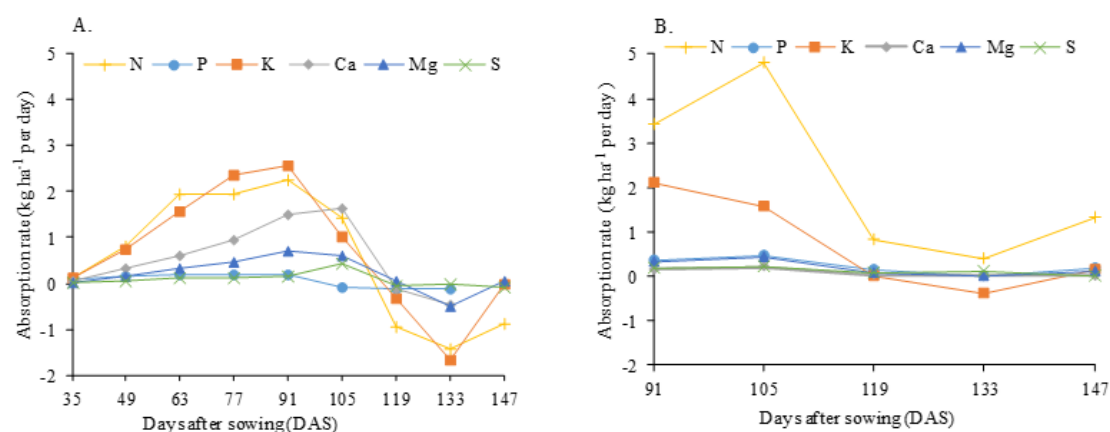 A.
N P K Ca Mg S
Absorption rate (kg ha⁻¹ per day)
5
4
3
2
1
0
-1
-2
35 49 63 77 91 105 119 133 147
Days after sowing (DAS)
B.
N P K Ca Mg S
Absorption rate (kg ha⁻¹ per day)
5
4
3
2
1
0
-1
-2
91 105 119 133 147
Days after sowing (DAS)